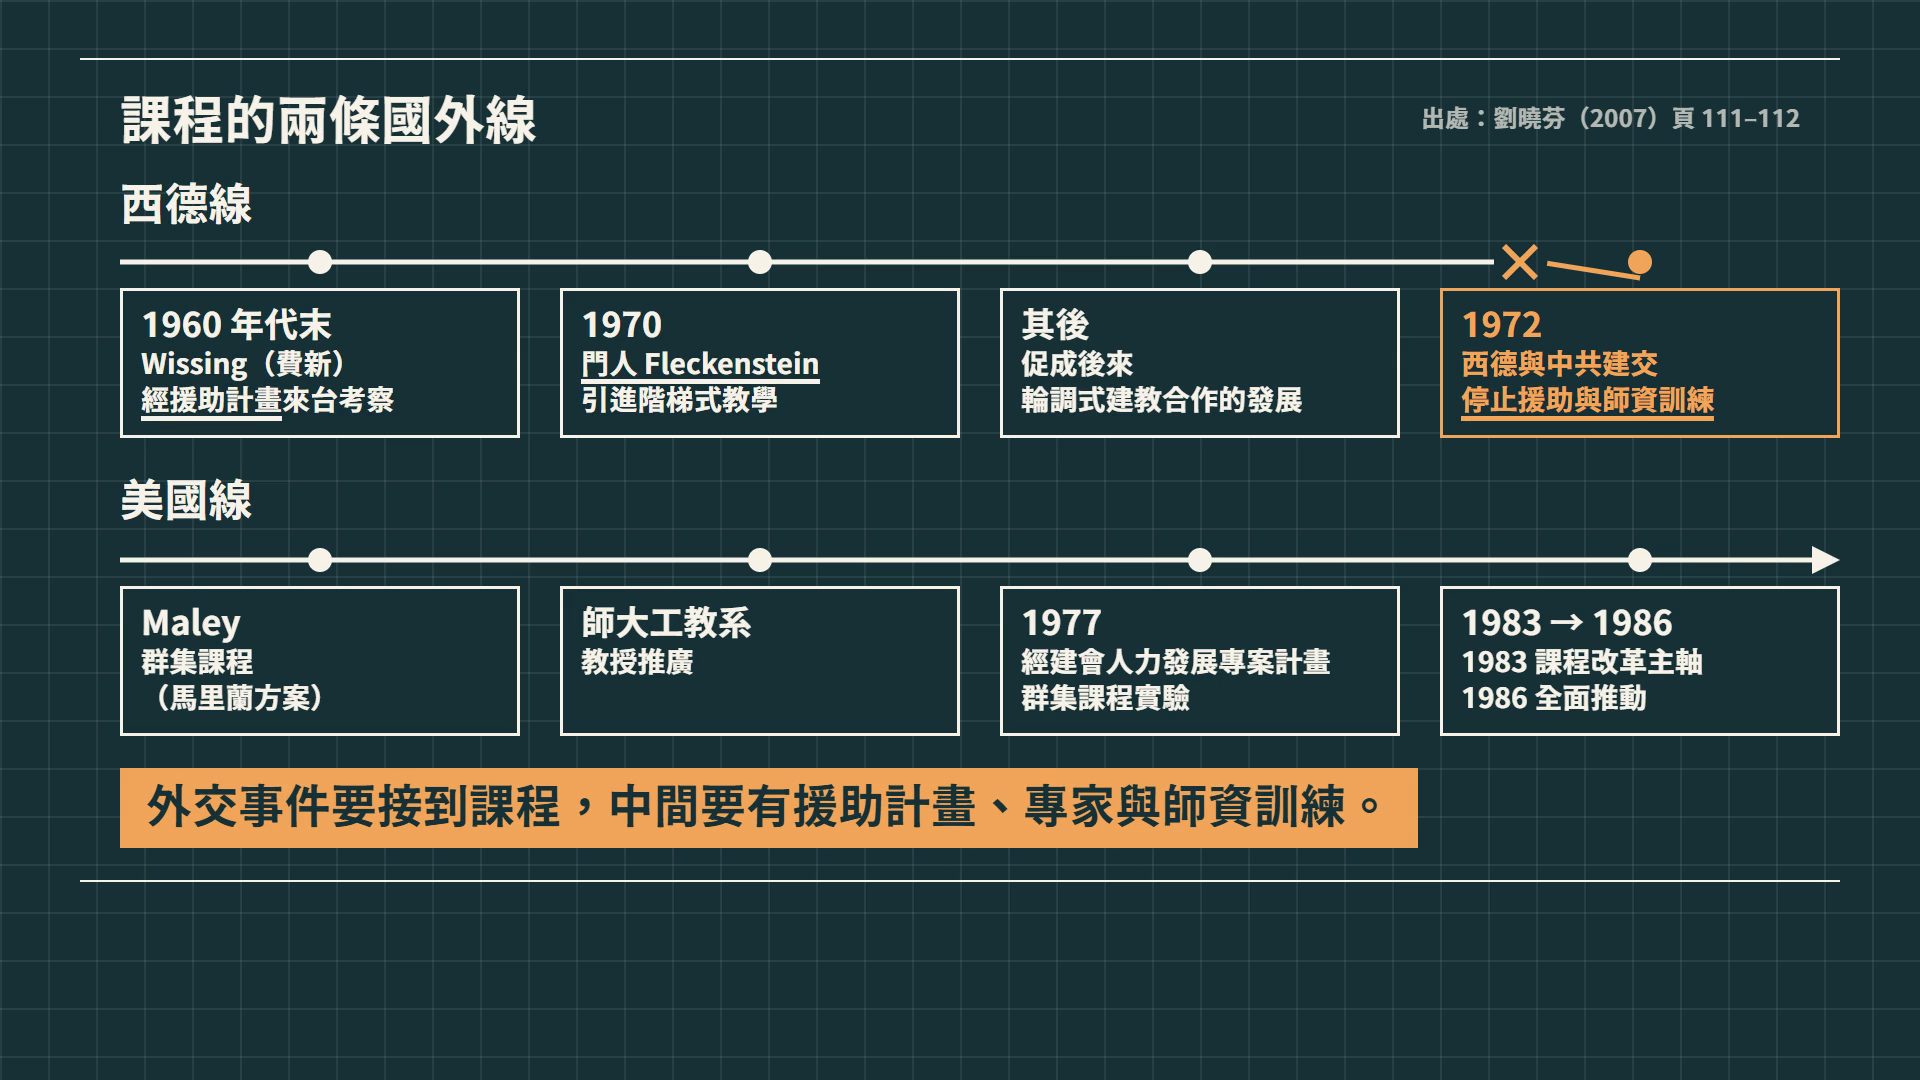 課程的兩條國外線
出處：劉曉芬（2007）頁 111–112
西德線
1960 年代末
Wissing（費新）
經援助計畫來台考察
1970
門人 Fleckenstein
引進階梯式教學
其後
促成後來
輪調式建教合作的發展
1972
西德與中共建交
停止援助與師資訓練
美國線
Maley
群集課程
（馬里蘭方案）
師大工教系
教授推廣
1977
經建會人力發展專案計畫
群集課程實驗
1983 → 1986
1983 課程改革主軸
1986 全面推動
外交事件要接到課程，中間要有援助計畫、專家與師資訓練。